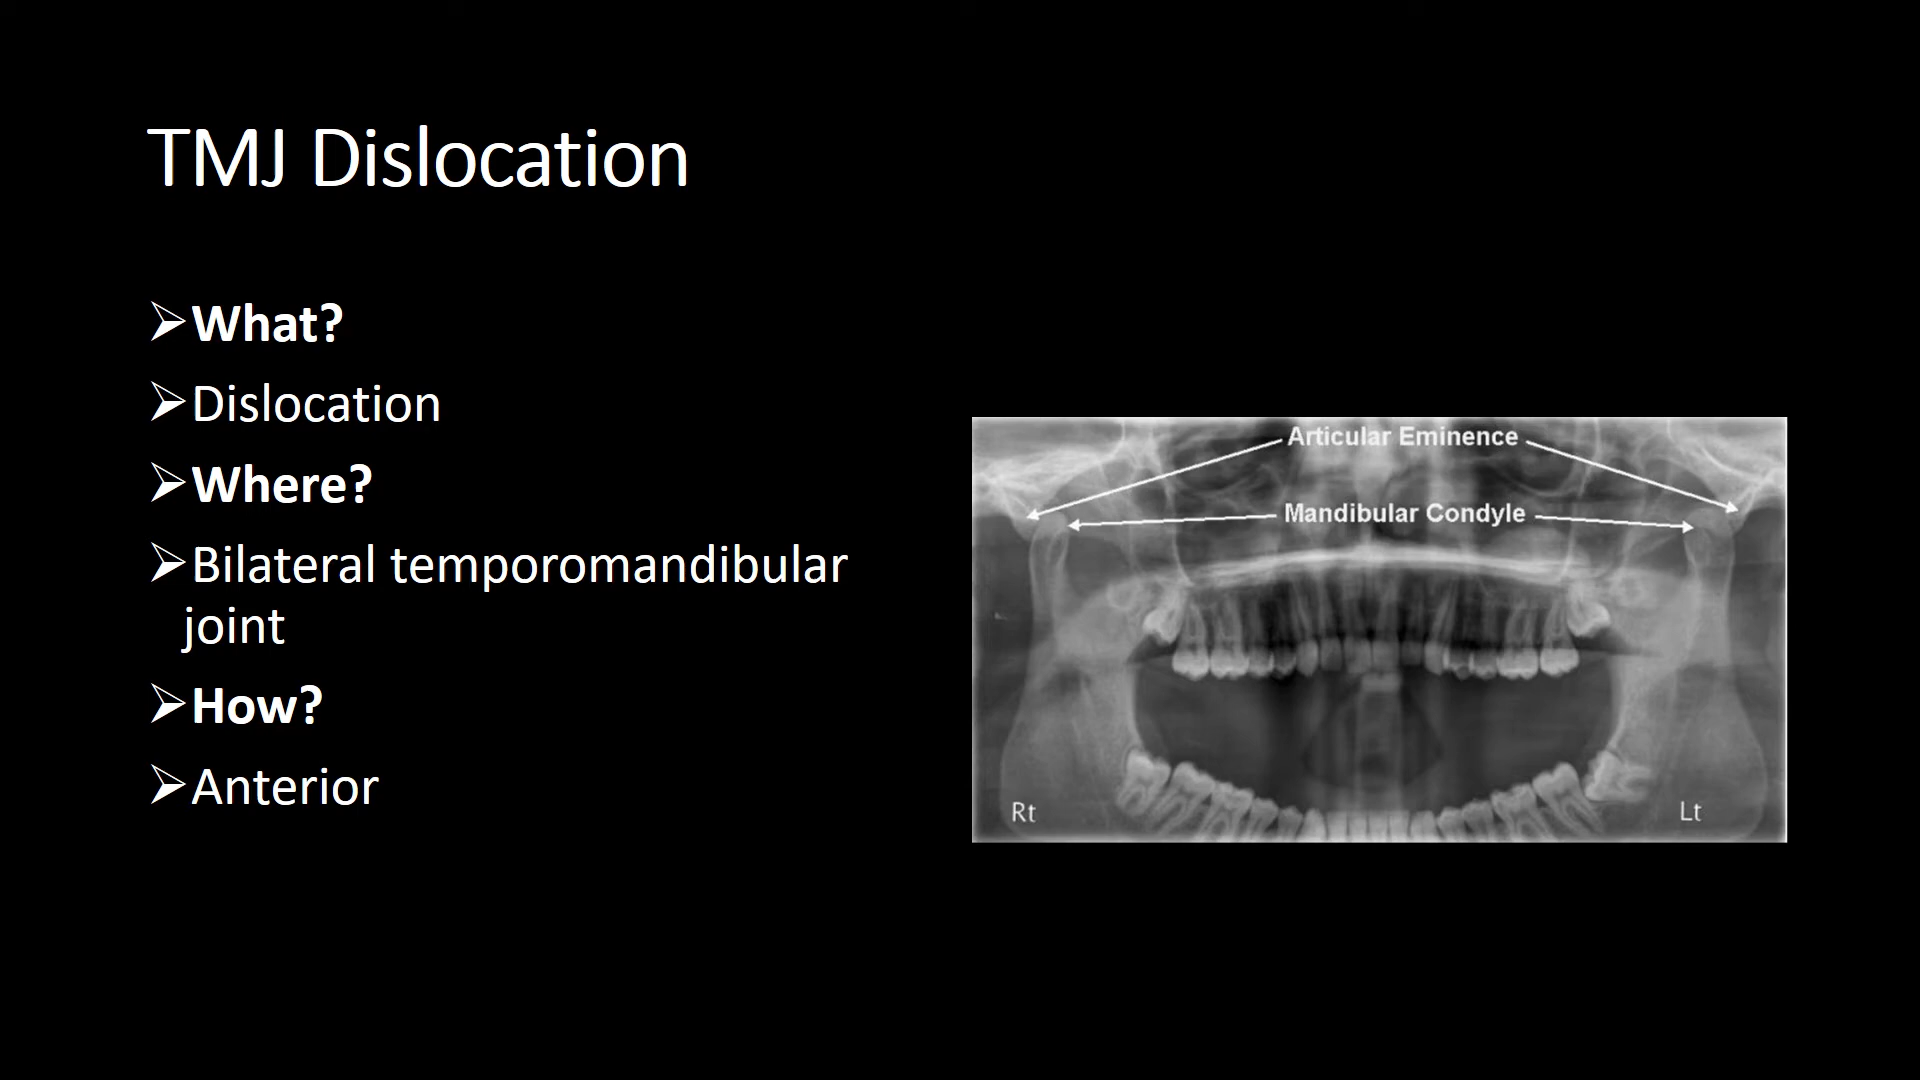 TMJ Dislocation
➢What?
➢Dislocation
➢Where?
➢Bilateral temporomandibular
joint
➢How?
➢Anterior
Articular Eminence
Mandibular Condyle
Rt
Lt